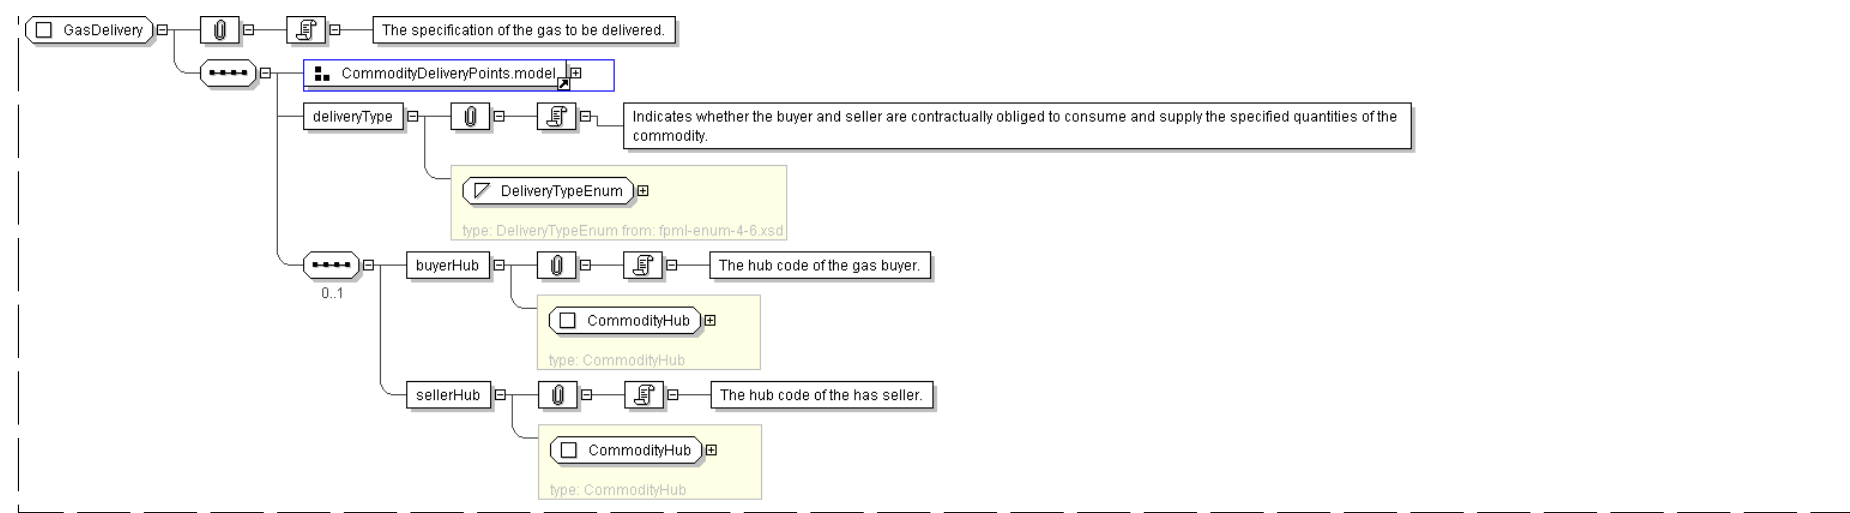 GasDelivery
The specification of the gas to be delivered.
CommodityDeliveryPoints.model
deliveryType
Indicates whether the buyer and seller are contractually obliged to consume and supply the specified quantities of the
commodity.
DeliveryTypeEnum
type: DeliveryTypeEnum from: fpml-enum-4-6.xsd
0..1
buyerHub
The hub code of the gas buyer.
CommodityHub
type: CommodityHub
sellerHub
The hub code of the has seller.
CommodityHub
type: CommodityHub